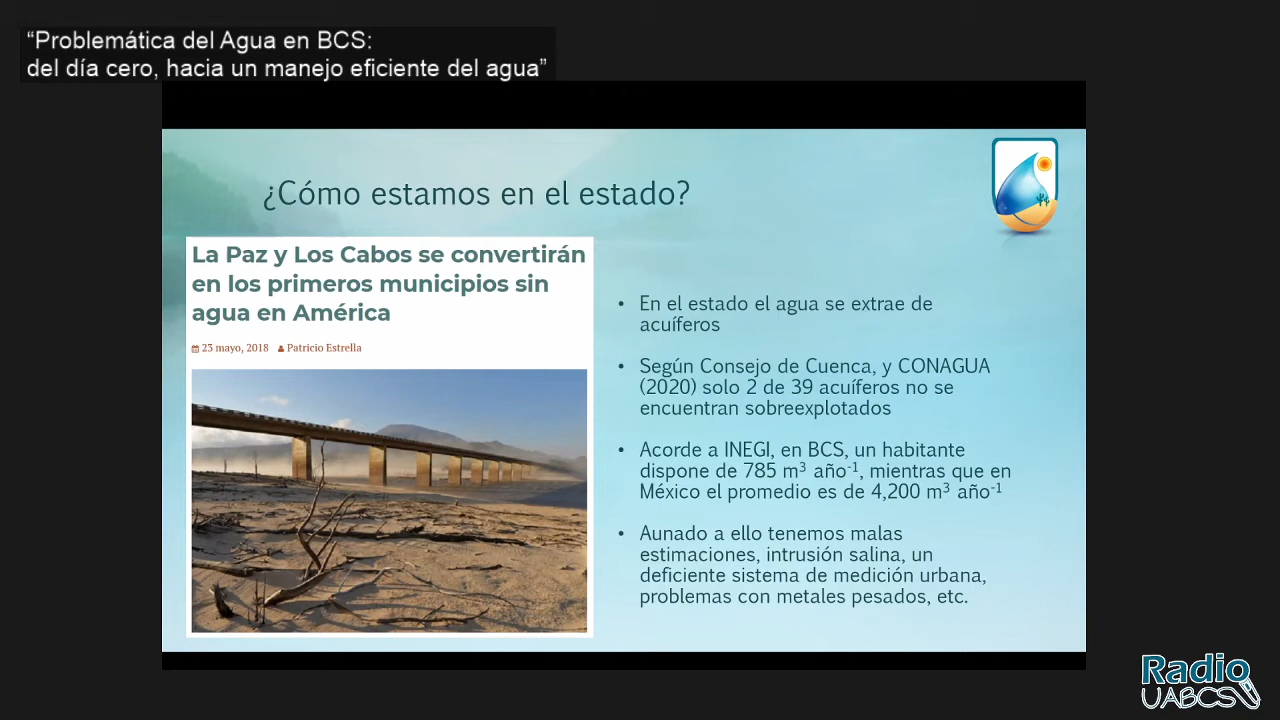 “Problemática del Agua en BCS:
del día cero, hacia un manejo eficiente del agua”
¿Cómo estamos en el estado?
La Paz y Los Cabos se convertirán
en los primeros municipios sin
agua en América
23 mayo, 2018 Patricio Estrella
• En el estado el agua se extrae de
acuíferos
• Según Consejo de Cuenca, y CONAGUA
(2020) solo 2 de 39 acuíferos no se
encuentran sobreexplotados
• Acorde a INEGI, en BCS, un habitante
dispone de 785 m³ año⁻¹, mientras que en
México el promedio es de 4,200 m³ año⁻¹
• Aunado a ello tenemos malas
estimaciones, intrusión salina, un
deficiente sistema de medición urbana,
problemas con metales pesados, etc.
Radio
UABCS